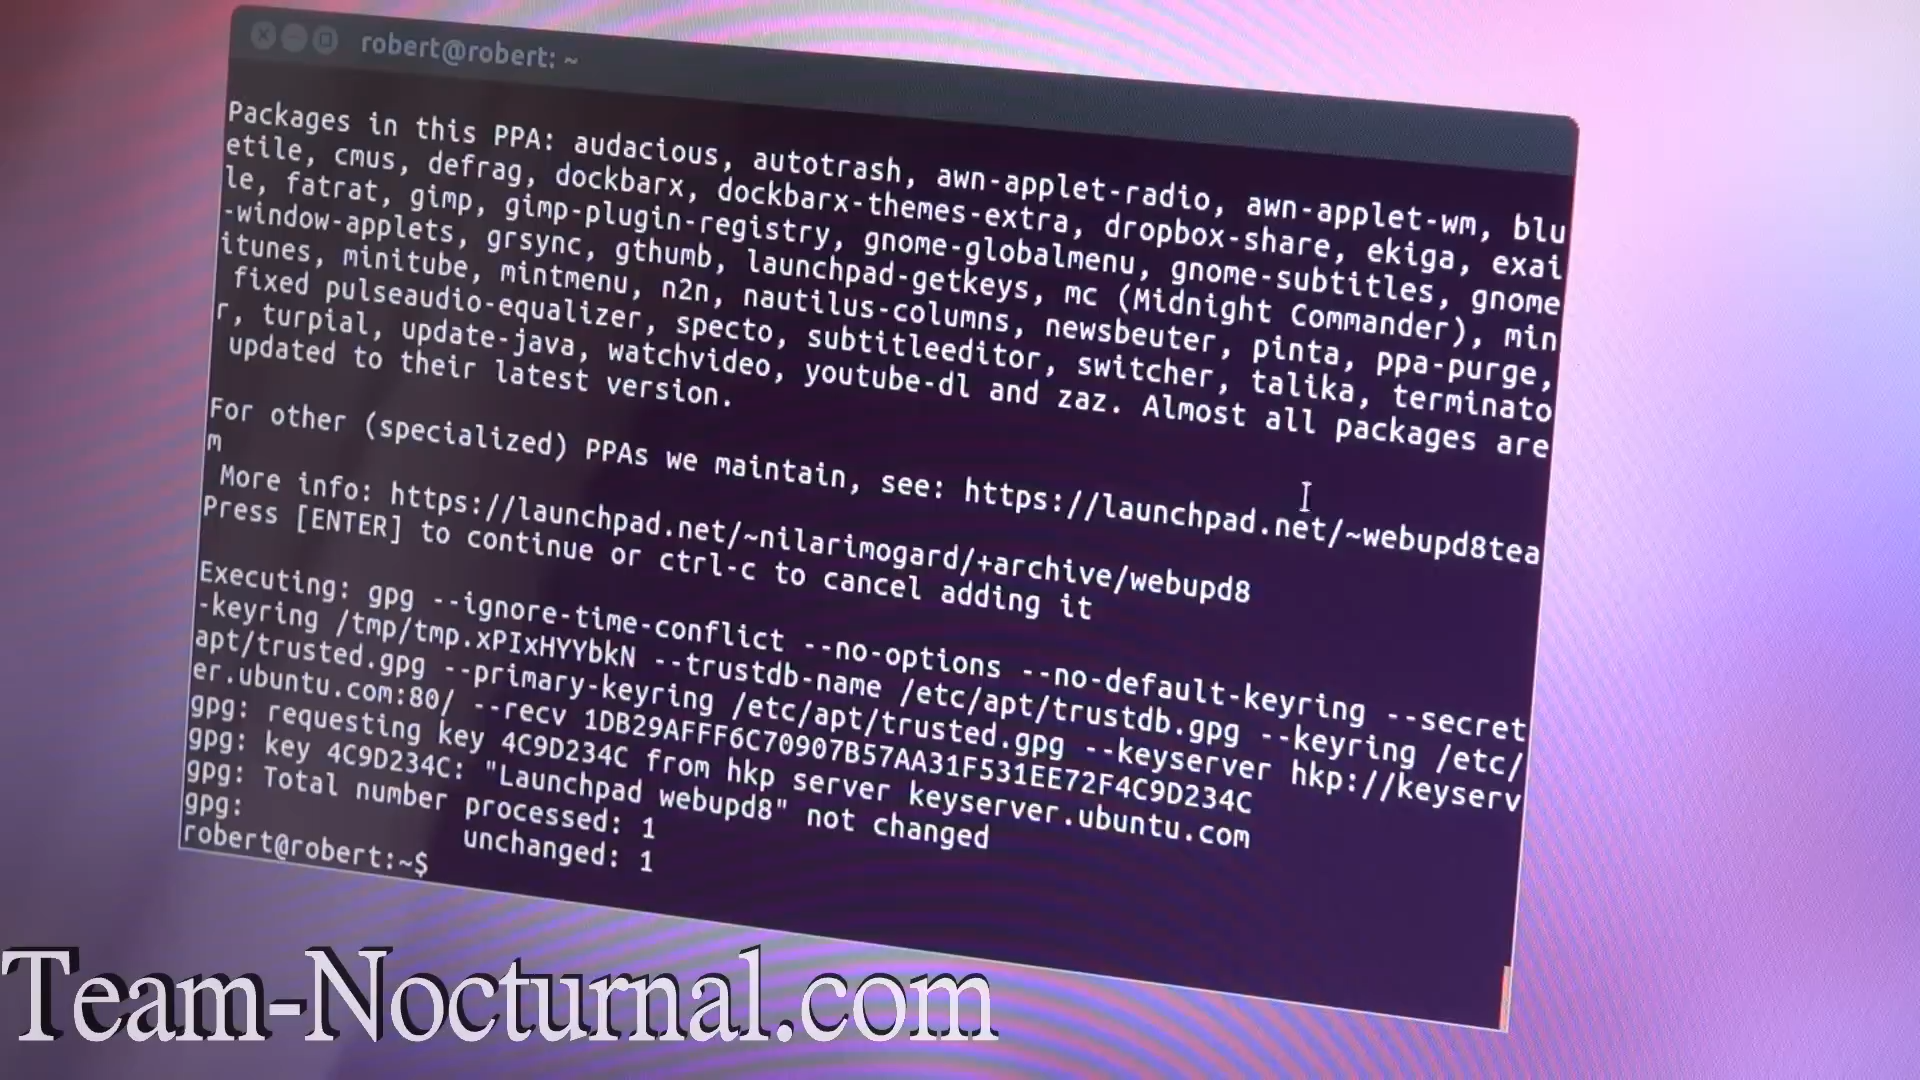 robert@robert: ~
Packages in this PPA: audacious, autotrash, awn-applet-radio, awn-applet-wm, blu
etile, cmus, defrag, dockbarx, dockbarx-themes-extra, dropbox-share, ekiga, exai
le, fatrat, gimp, gimp-plugin-registry, gnome-globalmenu, gnome-subtitles, gnome
-window-applets, grsync, gthumb, launchpad-getkeys, mc (Midnight Commander), min
itunes, minitube, mintmenu, n2n, nautilus-columns, newsbeuter, pinta, ppa-purge,
fixed pulseaudio-equalizer, specto, subtitleeditor, switcher, talika, terminato
r, turpial, update-java, watchvideo, youtube-dl and zaz. Almost all packages are
updated to their latest version.
For other (specialized) PPAs we maintain, see: https://launchpad.net/~webupd8tea
m
More info: https://launchpad.net/~nilarimogard/+archive/webupd8
Press [ENTER] to continue or ctrl-c to cancel adding it
Executing: gpg --ignore-time-conflict --no-options --no-default-keyring --secret
-keyring /tmp/tmp.xPIxHYYbkN --trustdb-name /etc/apt/trustdb.gpg --keyring /etc/
apt/trusted.gpg --primary-keyring /etc/apt/trusted.gpg --keyserver hkp://keyserv
er.ubuntu.com:80/ --recv 1DB29AFFF6C70907B57AA31F531EE72F4C9D234C
gpg: requesting key 4C9D234C from hkp server keyserver.ubuntu.com
gpg: key 4C9D234C: "Launchpad webupd8" not changed
gpg: Total number processed: 1
gpg: unchanged: 1
robert@robert:~$
Team-Nocturnal.com